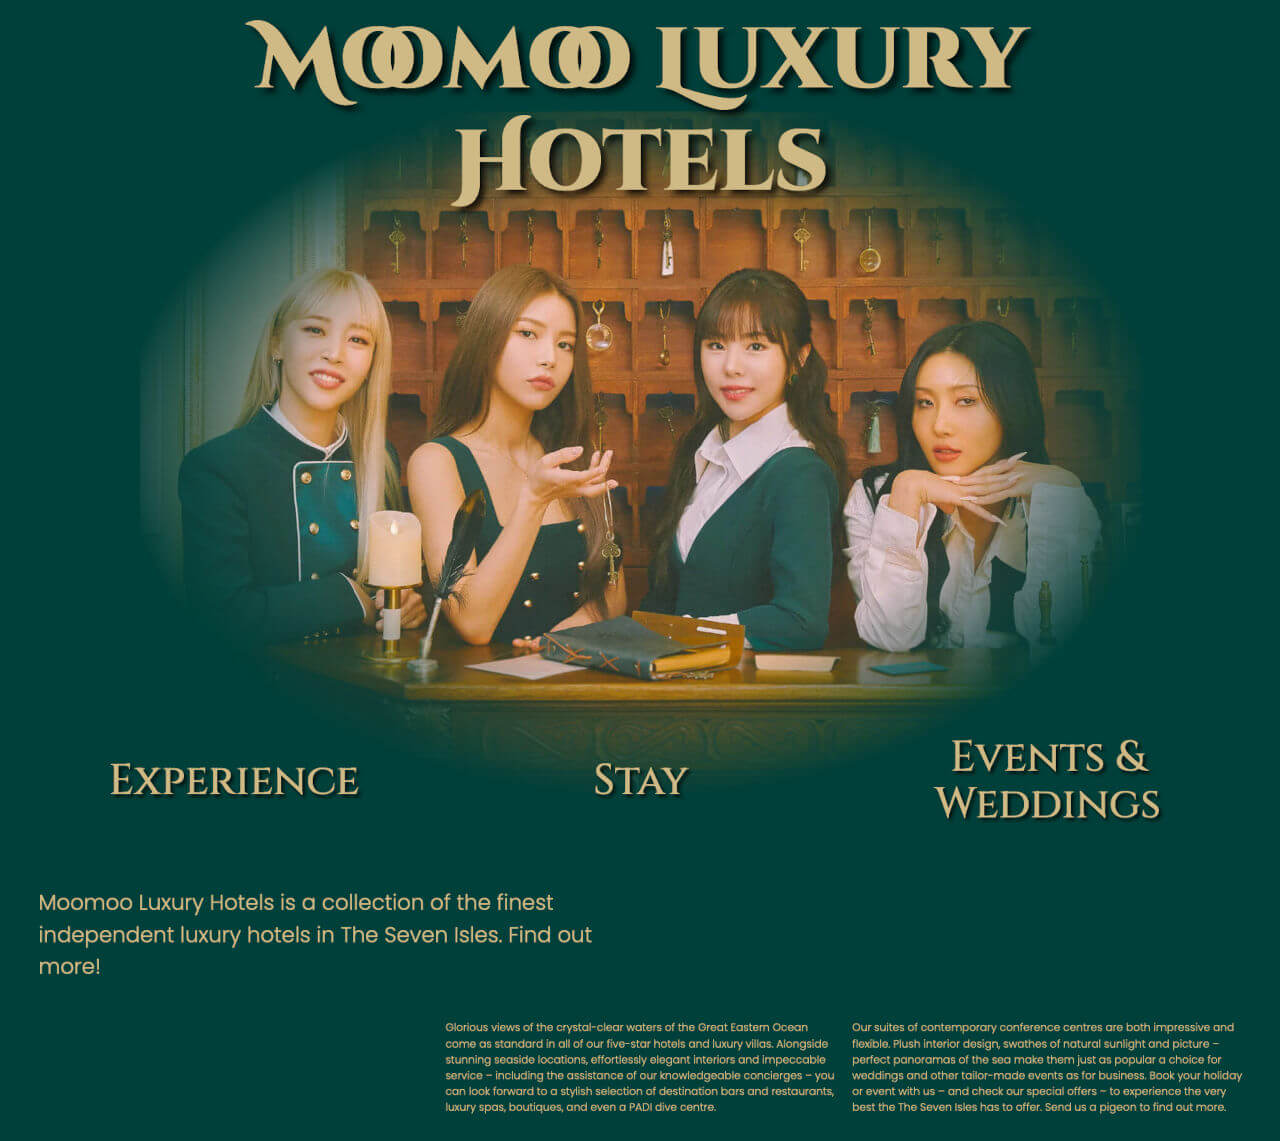 Moomoo Luxury
Hotels
Experience
Stay
Events &
Weddings
Moomoo Luxury Hotels is a collection of the finest
independent luxury hotels in The Seven Isles. Find out
more!
Glorious views of the crystal-clear waters of the Great Eastern Ocean
come as standard in all of our five-star hotels and luxury villas. Alongside
stunning seaside locations, effortlessly elegant interiors and impeccable
service – including the assistance of our knowledgeable concierges – you
can look forward to a stylish selection of destination bars and restaurants,
luxury spas, boutiques, and even a PADI dive centre.
Our suites of contemporary conference centres are both impressive and
flexible. Plush interior design, swathes of natural sunlight and picture –
perfect panoramas of the sea make them just as popular a choice for
weddings and other tailor-made events as for business. Book your holiday
or event with us – and check our special offers – to experience the very
best the The Seven Isles has to offer. Send us a pigeon to find out more.